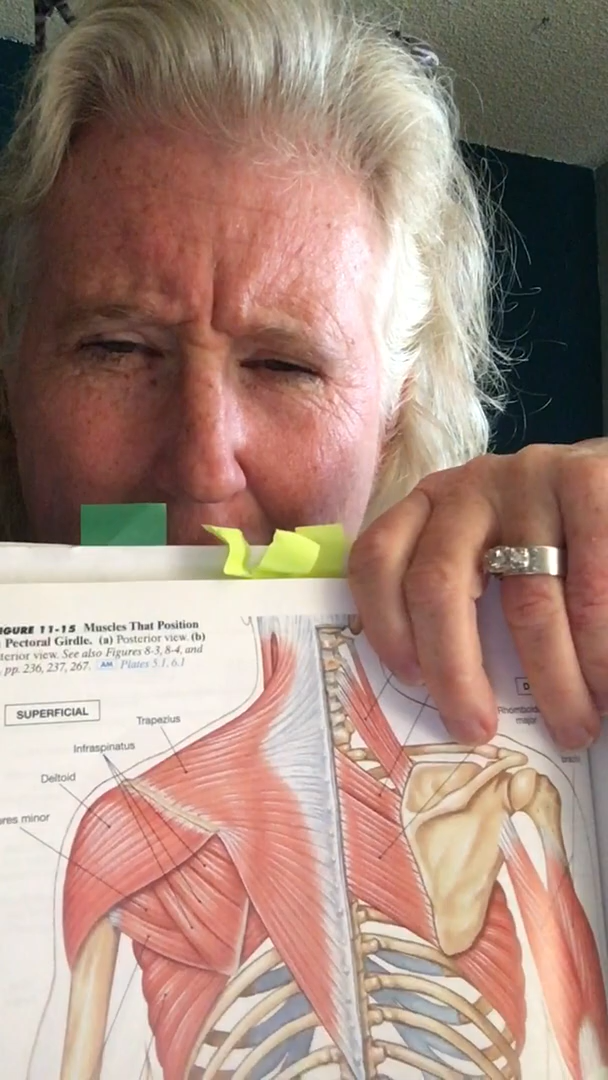 IGURE 11-15 Muscles That Position
Pectoral Girdle. (a) Posterior view. (b)
terior view. See also Figures 8-3, 8-4, and
pp. 236, 237, 267. AM Plates 5.1, 6.1
SUPERFICIAL
D
Trapezius
Rhomboid
major
Infraspinatus
Deltoid
res minor